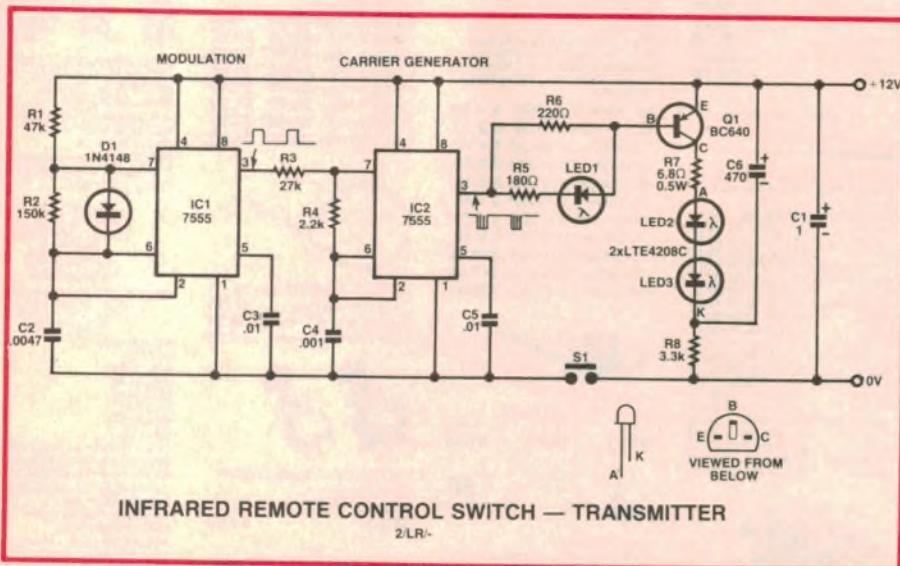 MODULATION
CARRIER GENERATOR
+12V
R1
47k
D1
1N4148
R2
150k
C2
.0047
7
4
8
3
6
5
2
1
IC1
7555
C3
.01
R3
27k
R4
2.2k
C4
.001
7
4
8
3
6
5
2
1
IC2
7555
C5
.01
R6
220Ω
R5
180Ω
LED1
λ
B
E
C
Q1
BC640
R7
6.8Ω
0.5W
A
LED2
λ
2xLTE4208C
LED3
λ
K
R8
3.3k
C6
470
+
−
C1
1
+
−
S1
0V
A
K
B
E
C
VIEWED FROM
BELOW
INFRARED REMOTE CONTROL SWITCH — TRANSMITTER
2/LR/-